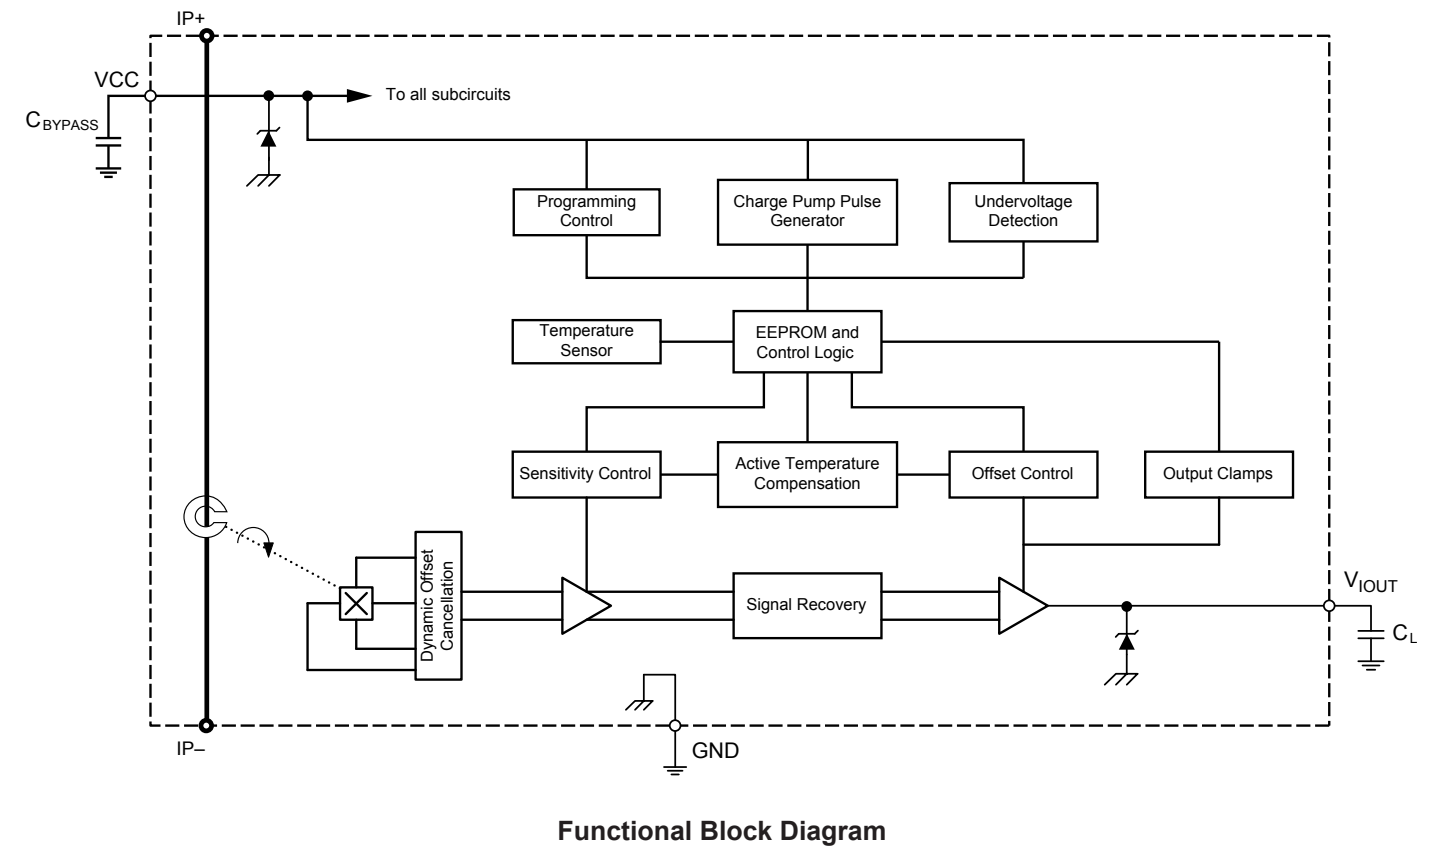 IP+
VCC
To all subcircuits
CBYPASS
Programming
Control
Charge Pump Pulse
Generator
Undervoltage
Detection
Temperature
Sensor
EEPROM and
Control Logic
Sensitivity Control
Active Temperature
Compensation
Offset Control
Output Clamps
Dynamic Offset
Cancellation
Signal Recovery
VIOUT
CL
IP–
GND
Functional Block Diagram